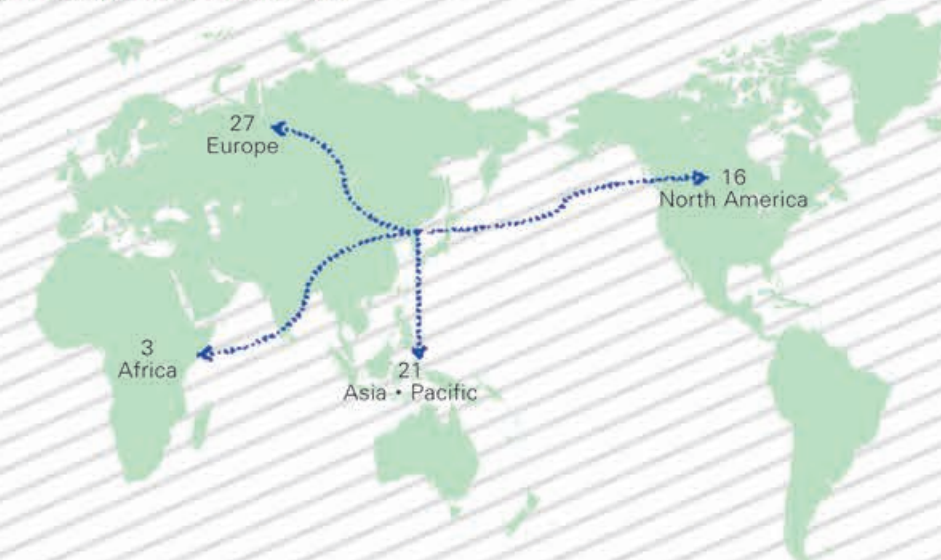 27
Europe
16
North America
3
Africa
21
Asia • Pacific